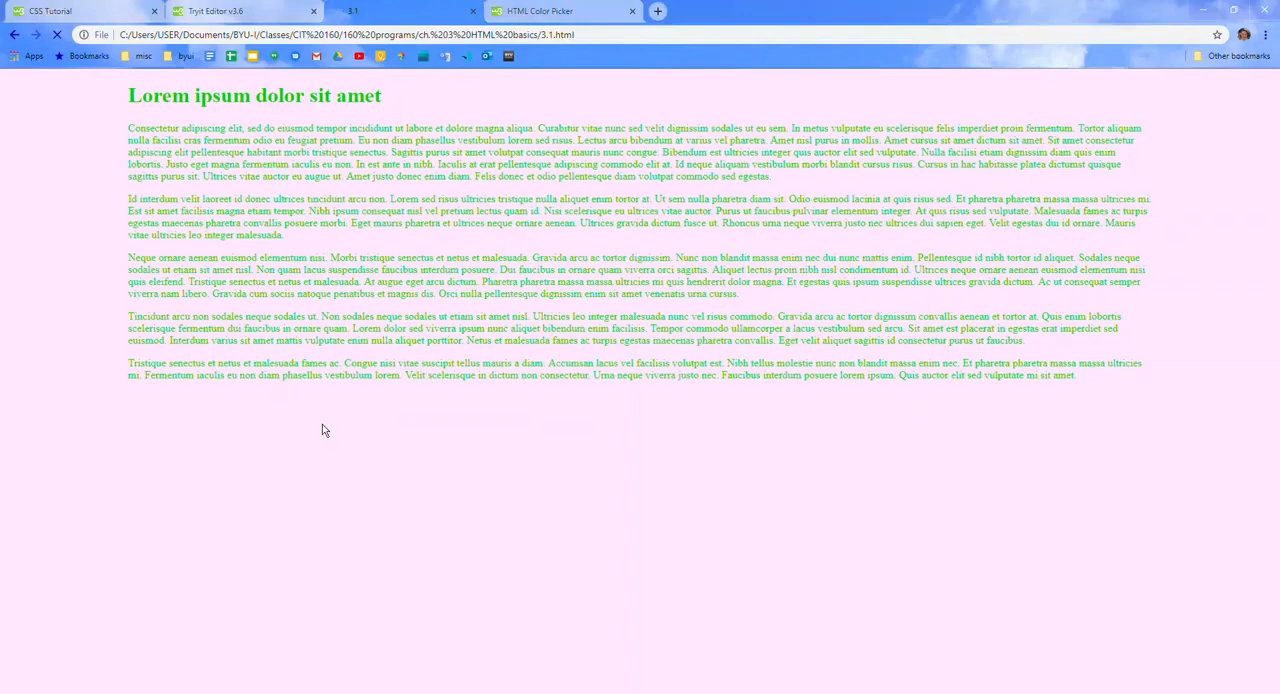 CSS Tutorial
Tryit Editor v3.6
3.1
HTML Color Picker
File
C:/Users/USER/Documents/BYU-I/Classes/CIT%20160/160%20programs/ch.%203%20HTML%20basics/3.1.html
Apps
Bookmarks
misc
byui
Other bookmarks
Lorem ipsum dolor sit amet
Consectetur adipiscing elit, sed do eiusmod tempor incididunt ut labore et dolore magna aliqua. Curabitur vitae nunc sed velit dignissim sodales ut eu sem. In metus vulputate eu scelerisque felis imperdiet proin fermentum. Tortor aliquam
nulla facilisi cras fermentum odio eu feugiat pretium. Eu non diam phasellus vestibulum lorem sed risus. Lectus arcu bibendum at varius vel pharetra. Amet nisl purus in mollis. Amet cursus sit amet dictum sit amet. Sit amet consectetur
adipiscing elit pellentesque habitant morbi tristique senectus. Sagittis purus sit amet volutpat consequat mauris nunc congue. Bibendum est ultricies integer quis auctor elit sed vulputate. Nulla facilisi etiam dignissim diam quis enim
lobortis. Justo eget magna fermentum iaculis eu non. In est ante in nibh. Iaculis at erat pellentesque adipiscing commodo elit at. Id neque aliquam vestibulum morbi blandit cursus risus. Cursus in hac habitasse platea dictumst quisque
sagittis purus sit. Ultrices vitae auctor eu augue ut. Amet justo donec enim diam. Felis donec et odio pellentesque diam volutpat commodo sed egestas.
Id interdum velit laoreet id donec ultrices tincidunt arcu non. Lorem sed risus ultricies tristique nulla aliquet enim tortor at. Ut sem nulla pharetra diam sit. Odio euismod lacinia at quis risus sed. Et pharetra pharetra massa massa ultricies mi.
Est sit amet facilisis magna etiam tempor. Nibh ipsum consequat nisl vel pretium lectus quam id. Nisi scelerisque eu ultrices vitae auctor. Purus ut faucibus pulvinar elementum integer. At quis risus sed vulputate. Malesuada fames ac turpis
egestas maecenas pharetra convallis posuere morbi. Eget mauris pharetra et ultrices neque ornare aenean. Ultrices gravida dictum fusce ut. Rhoncus urna neque viverra justo nec ultrices dui sapien eget. Velit egestas dui id ornare. Mauris
vitae ultricies leo integer malesuada.
Neque ornare aenean euismod elementum nisi. Morbi tristique senectus et netus et malesuada. Gravida arcu ac tortor dignissim. Nunc non blandit massa enim nec dui nunc mattis enim. Pellentesque id nibh tortor id aliquet. Sodales neque
sodales ut etiam sit amet nisl. Non quam lacus suspendisse faucibus interdum posuere. Dui faucibus in ornare quam viverra orci sagittis. Aliquet lectus proin nibh nisl condimentum id. Ultrices neque ornare aenean euismod elementum nisi
quis eleifend. Tristique senectus et netus et malesuada. At augue eget arcu dictum. Pharetra pharetra massa massa ultricies mi quis hendrerit dolor magna. Et egestas quis ipsum suspendisse ultrices gravida dictum. Ac ut consequat semper
viverra nam libero. Gravida cum sociis natoque penatibus et magnis dis. Orci nulla pellentesque dignissim enim sit amet venenatis urna cursus.
Tincidunt arcu non sodales neque sodales ut. Non sodales neque sodales ut etiam sit amet nisl. Ultricies leo integer malesuada nunc vel risus commodo. Gravida arcu ac tortor dignissim convallis aenean et tortor at. Quis enim lobortis
scelerisque fermentum dui faucibus in ornare quam. Lorem dolor sed viverra ipsum nunc aliquet bibendum enim facilisis. Tempor commodo ullamcorper a lacus vestibulum sed arcu. Sit amet est placerat in egestas erat imperdiet sed
euismod. Interdum varius sit amet mattis vulputate enim nulla aliquet porttitor. Netus et malesuada fames ac turpis egestas maecenas pharetra convallis. Eget velit aliquet sagittis id consectetur purus ut faucibus.
Tristique senectus et netus et malesuada fames ac. Congue nisi vitae suscipit tellus mauris a diam. Accumsan lacus vel facilisis volutpat est. Nibh tellus molestie nunc non blandit massa enim nec. Et pharetra pharetra massa massa ultricies
mi. Fermentum iaculis eu non diam phasellus vestibulum lorem. Velit scelerisque in dictum non consectetur. Urna neque viverra justo nec. Faucibus interdum posuere lorem ipsum. Quis auctor elit sed vulputate mi sit amet.